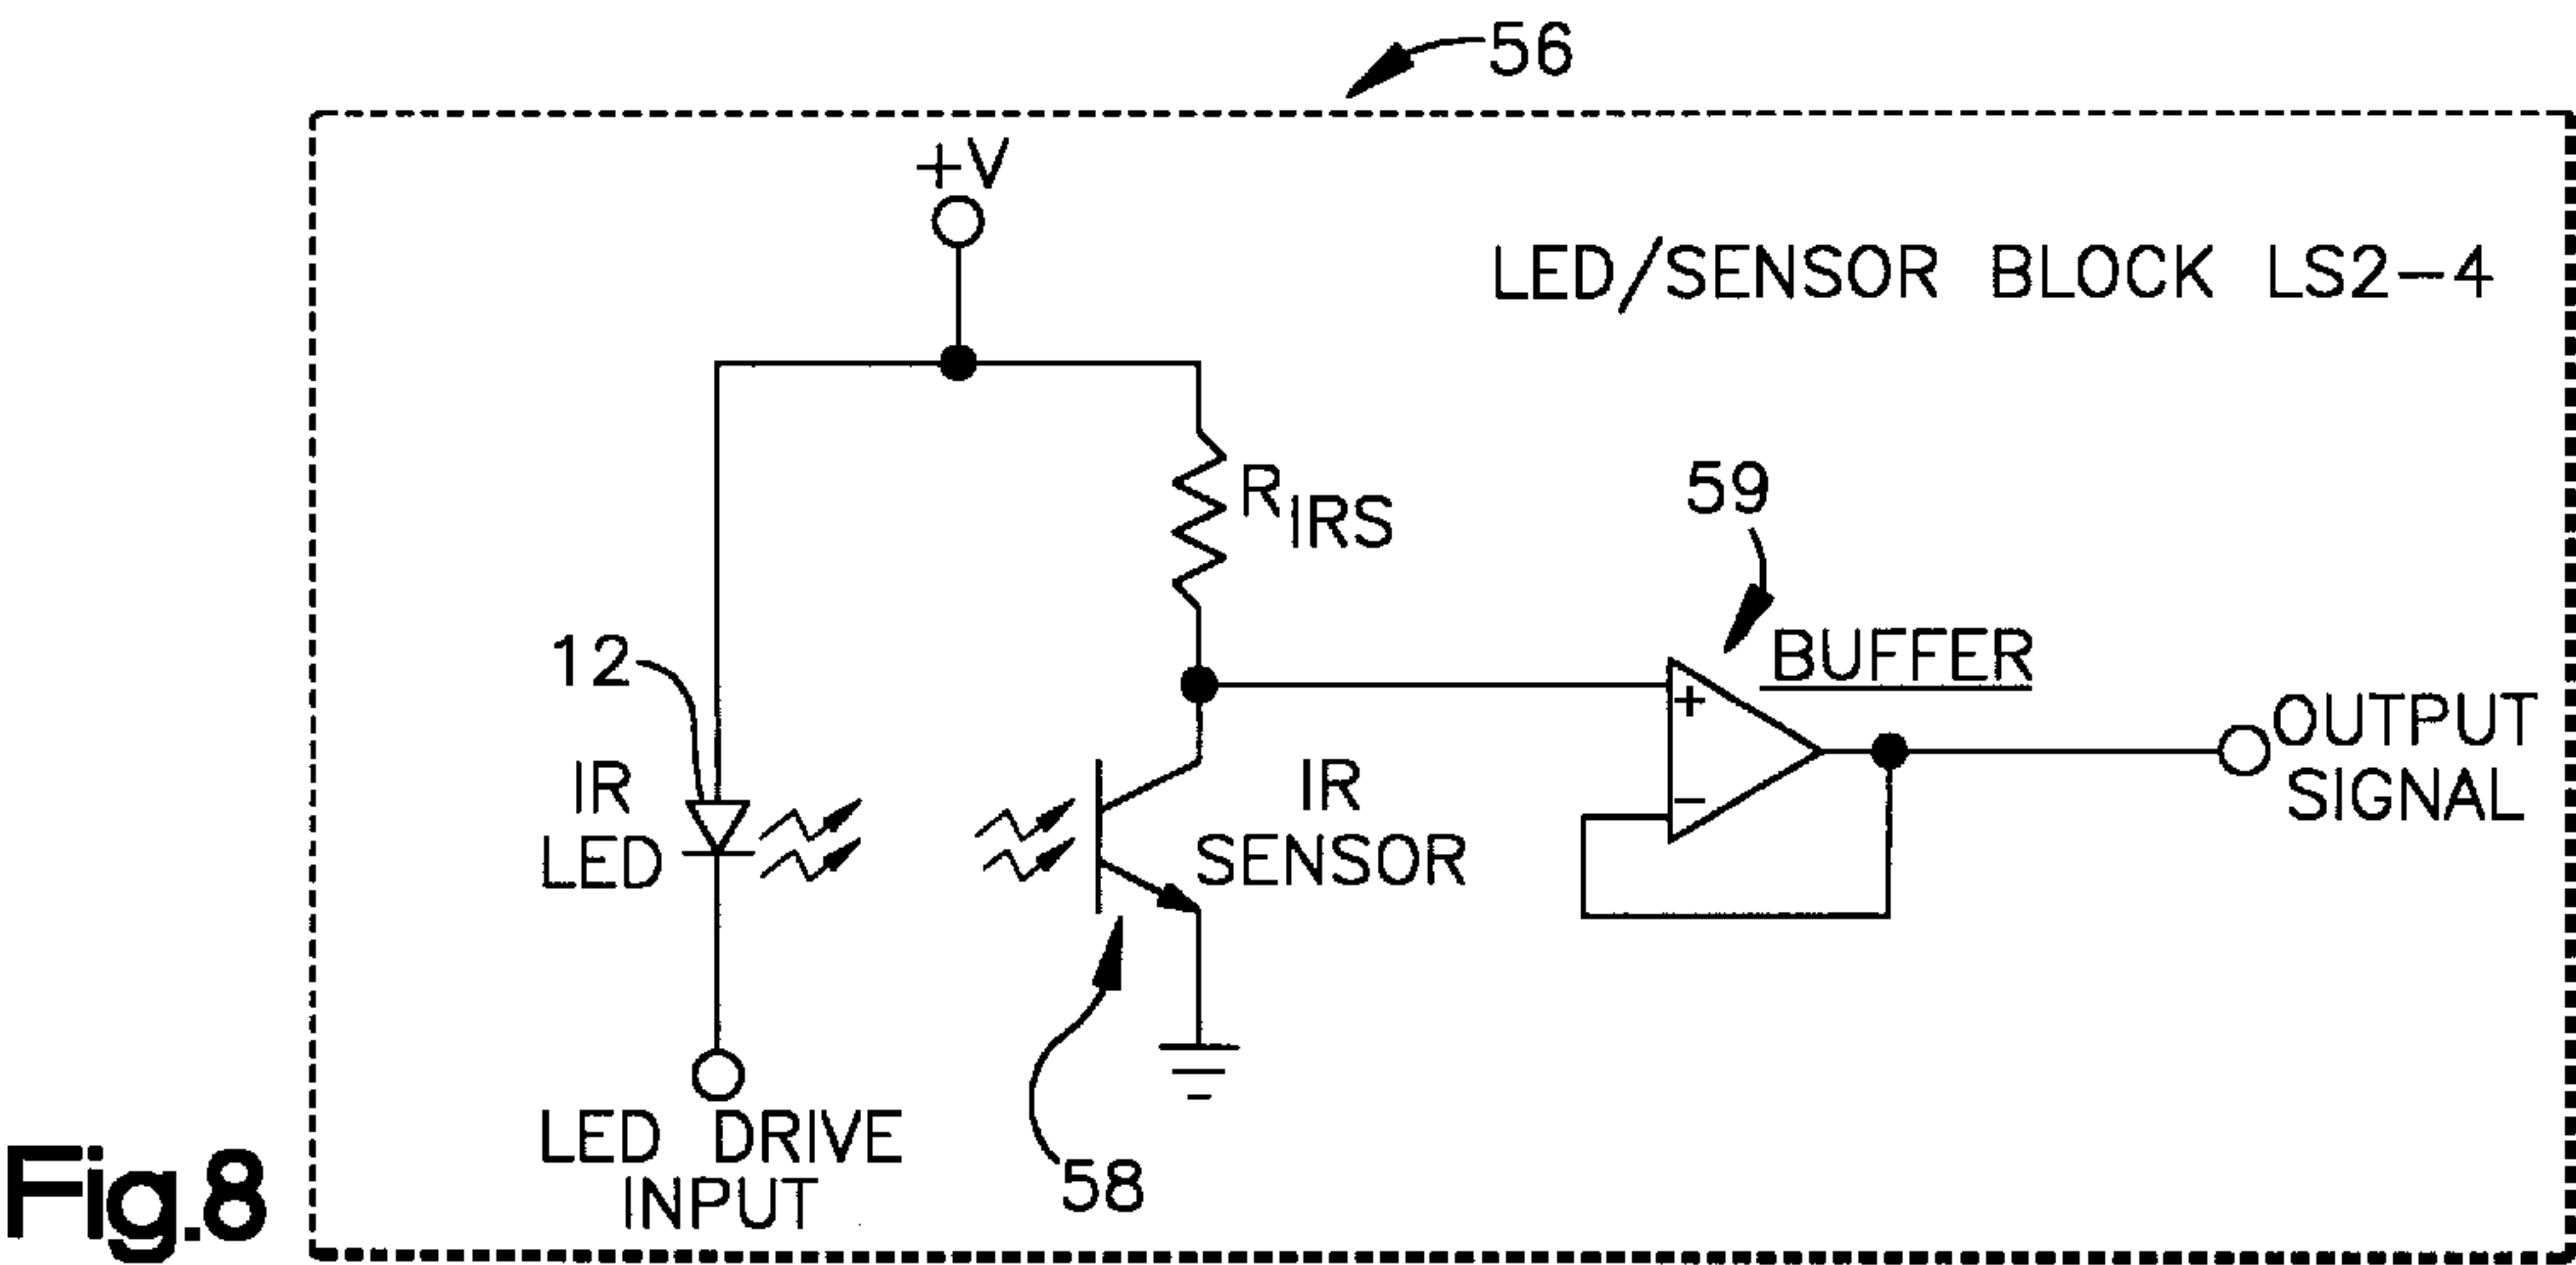 56
+V
LED/SENSOR BLOCK LS2-4
RIRS
59
12
BUFFER
+
−
OUTPUT
SIGNAL
IR
LED
IR
SENSOR
LED DRIVE
INPUT
58
Fig.8